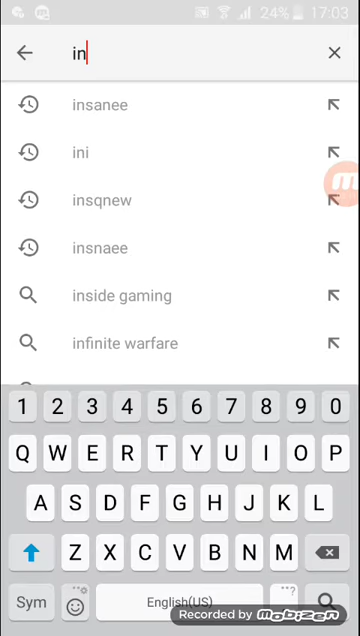 24% 17:03
in
insanee
ini
insqnew
insnaee
inside gaming
infinite warfare
1 2 3 4 5 6 7 8 9 0
Q W E R T Y U I O P
A S D F G H J K L
Z X C V B N M
Sym English(US)
Recorded by mobizen